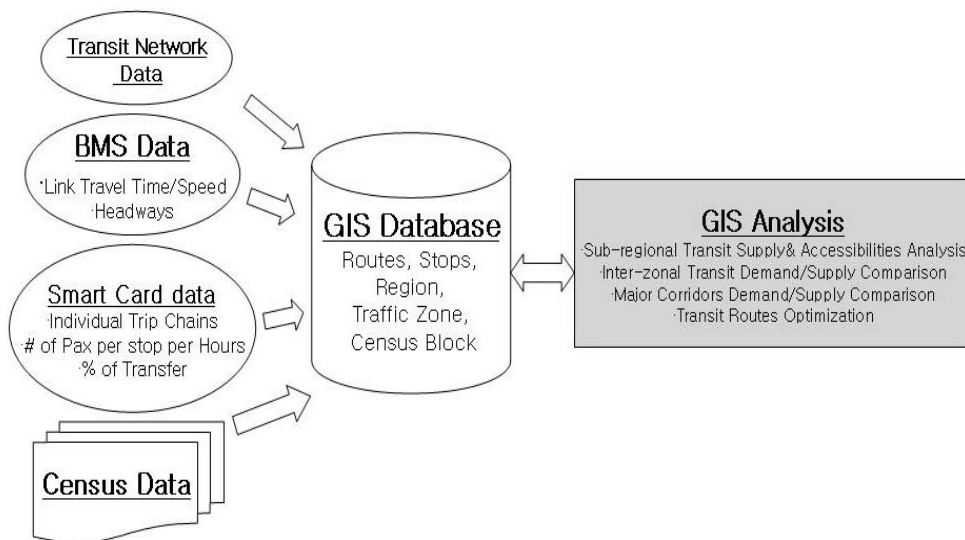 Transit Network
Data
BMS Data
·Link Travel Time/Speed
·Headways
Smart Card data
·Individual Trip Chains
·# of Pax per stop per Hours
·% of Transfer
Census Data
GIS Database
Routes, Stops,
Region,
Traffic Zone,
Census Block
GIS Analysis
·Sub-regional Transit Supply& Accessibilities Analysis
·Inter-zonal Transit Demand/Supply Comparison
·Major Corridors Demand/Supply Comparison
·Transit Routes Optimization